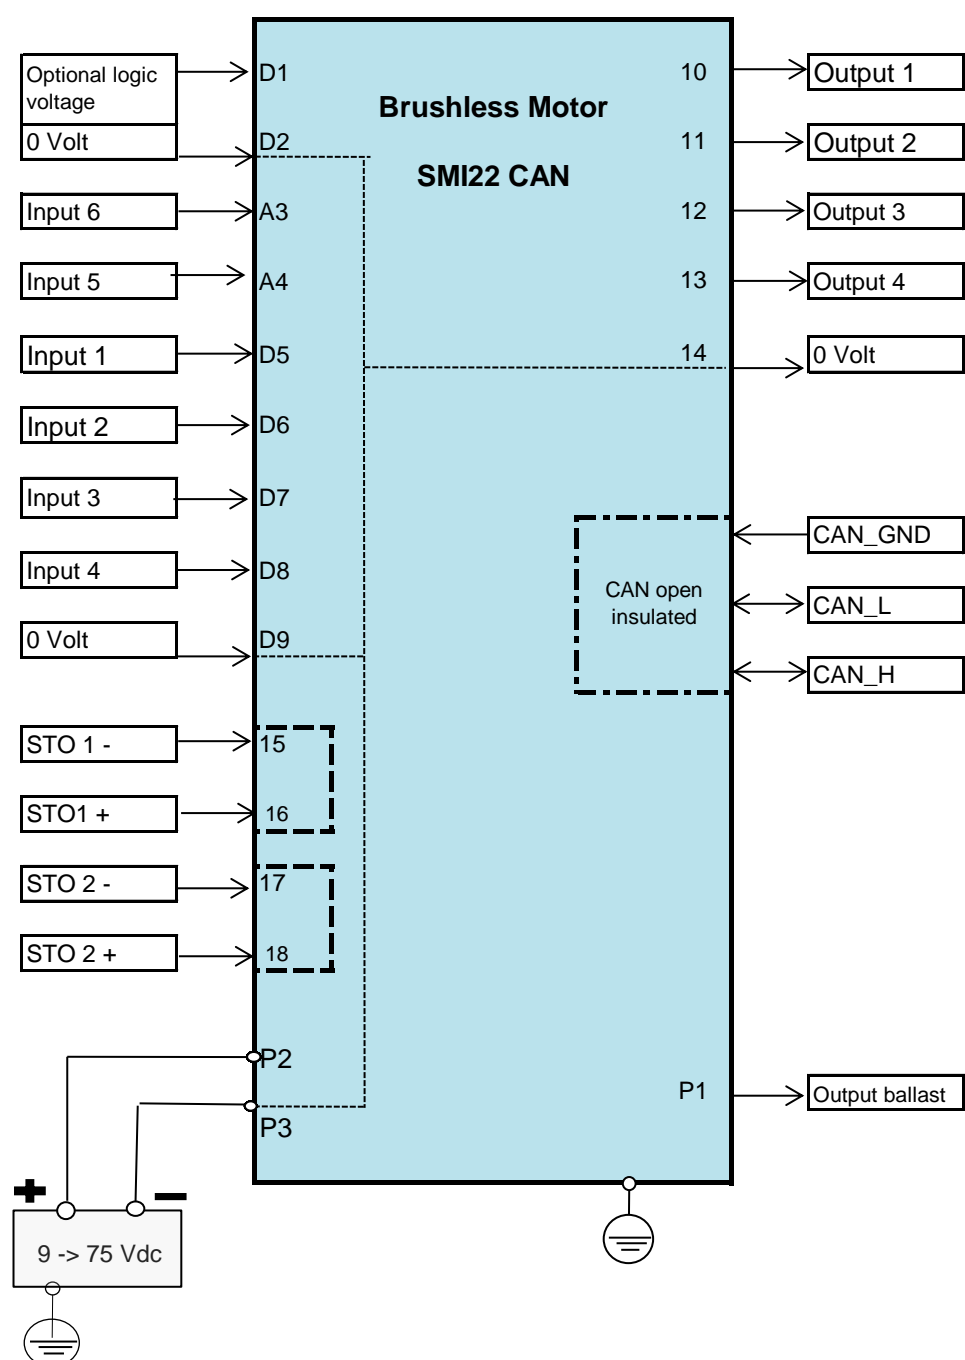 Optional logic
voltage
0 Volt
Input 6
Input 5
Input 1
Input 2
Input 3
Input 4
0 Volt
STO 1 -
STO1 +
STO 2 -
STO 2 +
D1
D2
A3
A4
D5
D6
D7
D8
D9
15
16
17
18
P2
P3
Brushless Motor
SMI22 CAN
CAN open
insulated
10
11
12
13
14
P1
Output 1
Output 2
Output 3
Output 4
0 Volt
CAN_GND
CAN_L
CAN_H
Output ballast
+
-
9 -> 75 Vdc